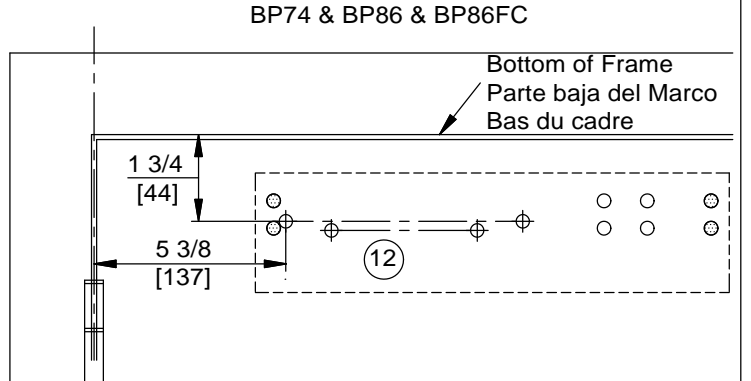 BP74 & BP86 & BP86FC
Bottom of Frame
Parte baja del Marco
Bas du cadre
1 3/4
[44]
5 3/8
[137]
12